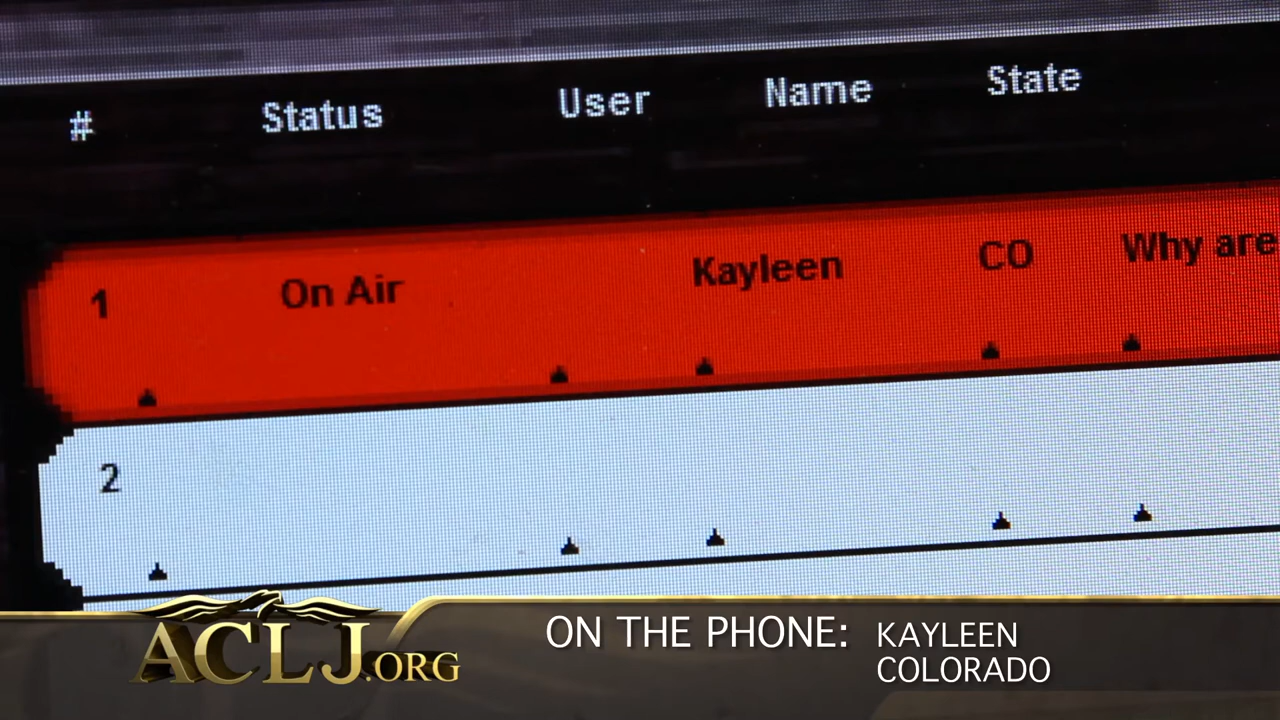 # Status User Name State
1 On Air Kayleen CO Why are
2
ACLJ.ORG
ON THE PHONE: KAYLEEN
COLORADO